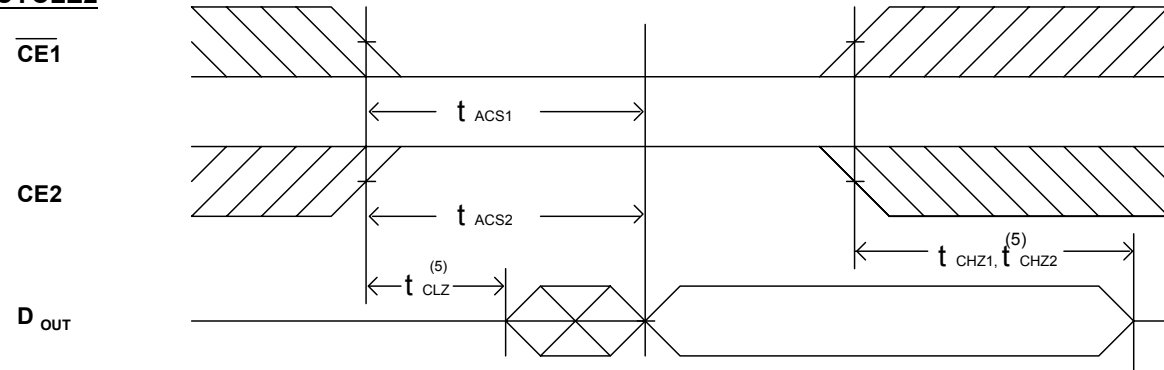 CE1
t ACS1
CE2
t ACS2
t CHZ1, t CHZ2 (5)
t CLZ (5)
D OUT